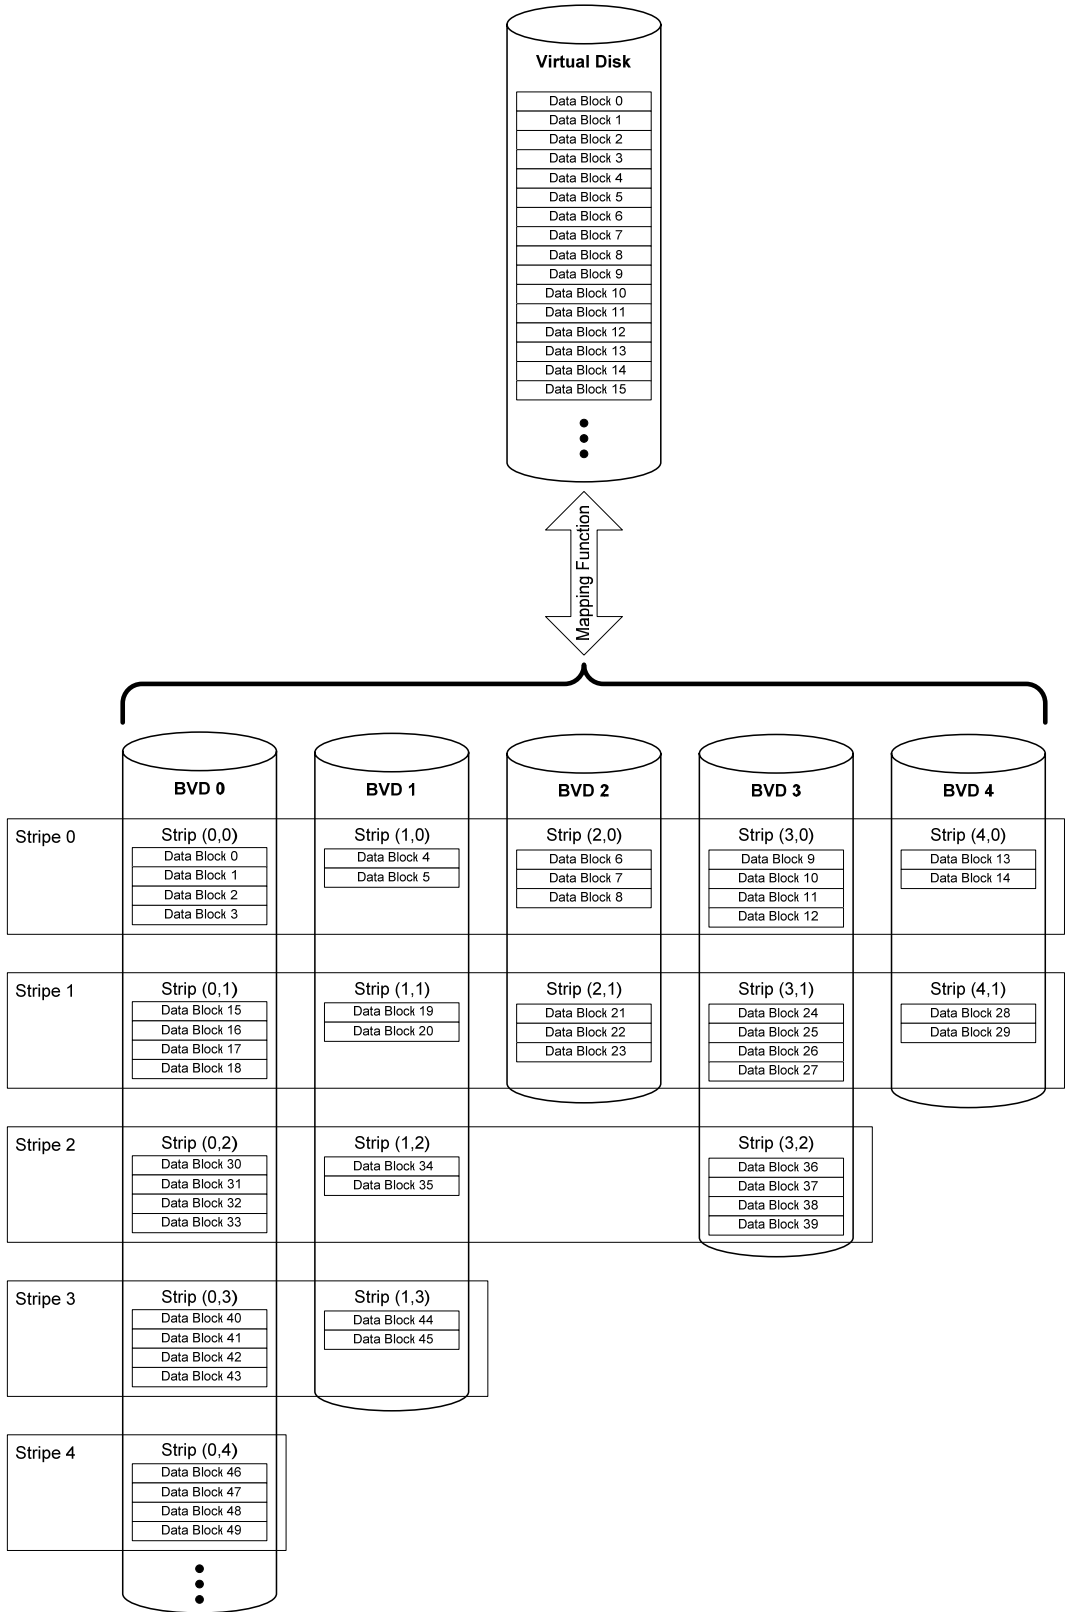 Virtual Disk
Data Block 0
Data Block 1
Data Block 2
Data Block 3
Data Block 4
Data Block 5
Data Block 6
Data Block 7
Data Block 8
Data Block 9
Data Block 10
Data Block 11
Data Block 12
Data Block 13
Data Block 14
Data Block 15
Mapping Function
BVD 0
BVD 1
BVD 2
BVD 3
BVD 4
Stripe 0
Strip (0,0)
Data Block 0
Data Block 1
Data Block 2
Data Block 3
Strip (1,0)
Data Block 4
Data Block 5
Strip (2,0)
Data Block 6
Data Block 7
Data Block 8
Strip (3,0)
Data Block 9
Data Block 10
Data Block 11
Data Block 12
Strip (4,0)
Data Block 13
Data Block 14
Stripe 1
Strip (0,1)
Data Block 15
Data Block 16
Data Block 17
Data Block 18
Strip (1,1)
Data Block 19
Data Block 20
Strip (2,1)
Data Block 21
Data Block 22
Data Block 23
Strip (3,1)
Data Block 24
Data Block 25
Data Block 26
Data Block 27
Strip (4,1)
Data Block 28
Data Block 29
Stripe 2
Strip (0,2)
Data Block 30
Data Block 31
Data Block 32
Data Block 33
Strip (1,2)
Data Block 34
Data Block 35
Strip (3,2)
Data Block 36
Data Block 37
Data Block 38
Data Block 39
Stripe 3
Strip (0,3)
Data Block 40
Data Block 41
Data Block 42
Data Block 43
Strip (1,3)
Data Block 44
Data Block 45
Stripe 4
Strip (0,4)
Data Block 46
Data Block 47
Data Block 48
Data Block 49